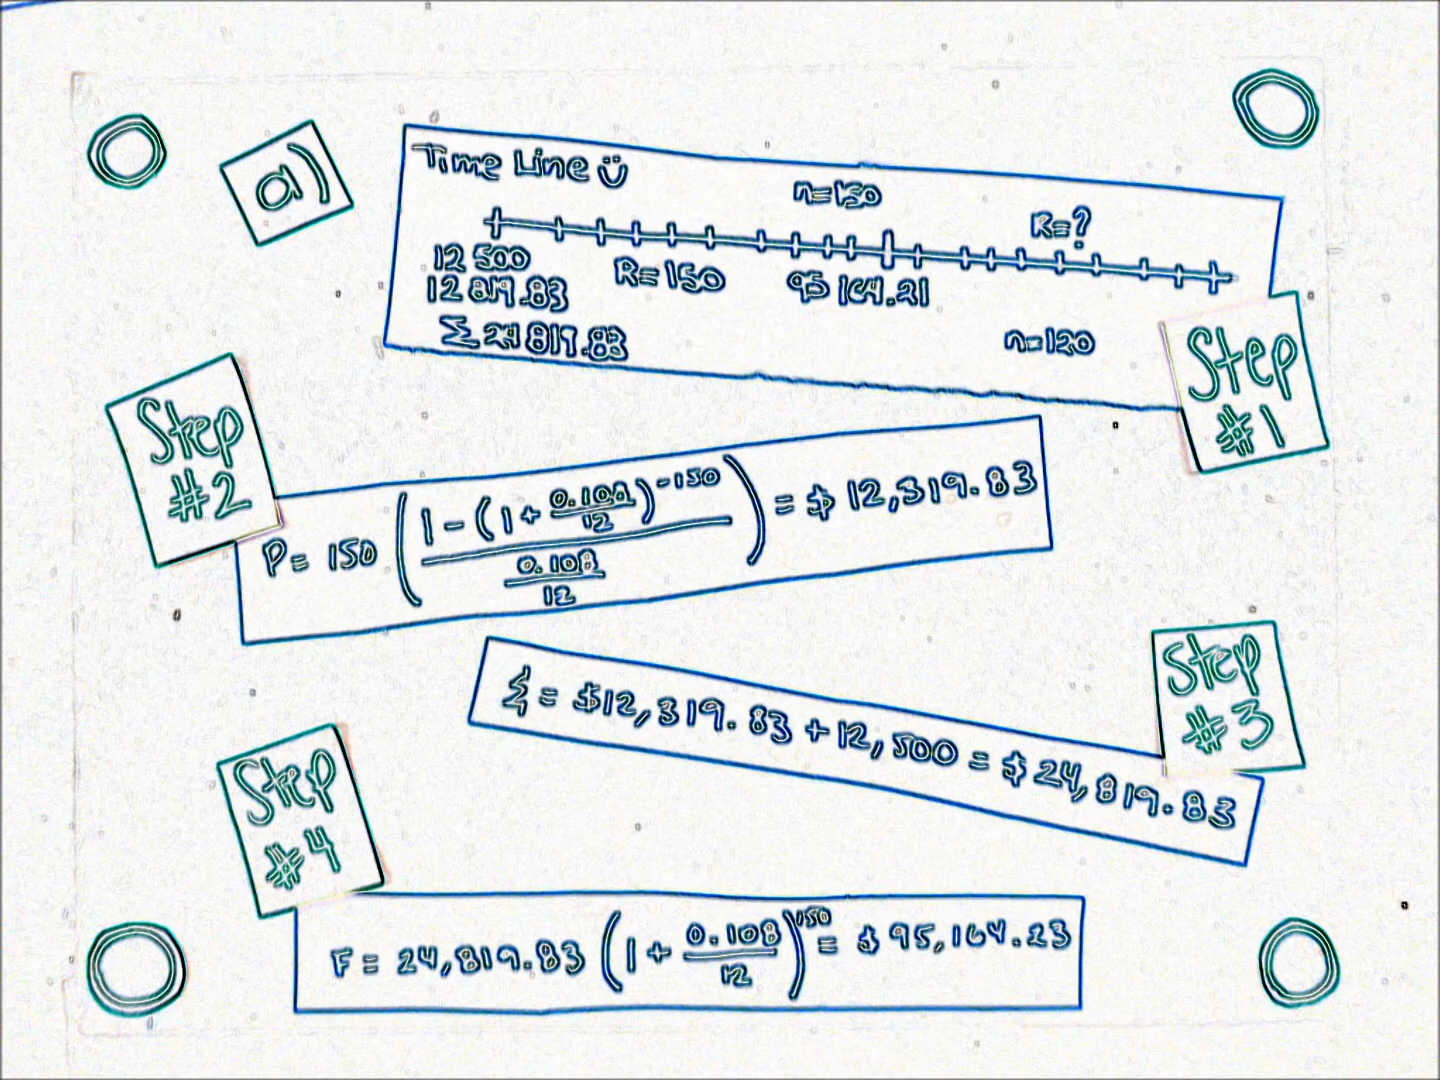 a)
Time Line
n=150
R=?
12 500
R=150
95 164.21
12 819.83
Σ 24 819.83
n=120
Step
#1
Step
#2
P= 150 (1-(1+ 0.108/12)^-150 / 0.108/12) = $ 12,319.83
Step
#3
Σ = $12,319.83 + 12,500 = $ 24,819.83
Step
#4
F= 24,819.83 (1+ 0.108/12)^150 = $ 95,164.23